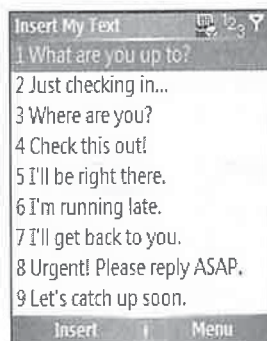 Insert My Text
1 What are you up to?
2 Just checking in...
3 Where are you?
4 Check this out!
5 I'll be right there.
6 I'm running late.
7 I'll get back to you.
8 Urgent! Please reply ASAP.
9 Let's catch up soon.
Insert Menu